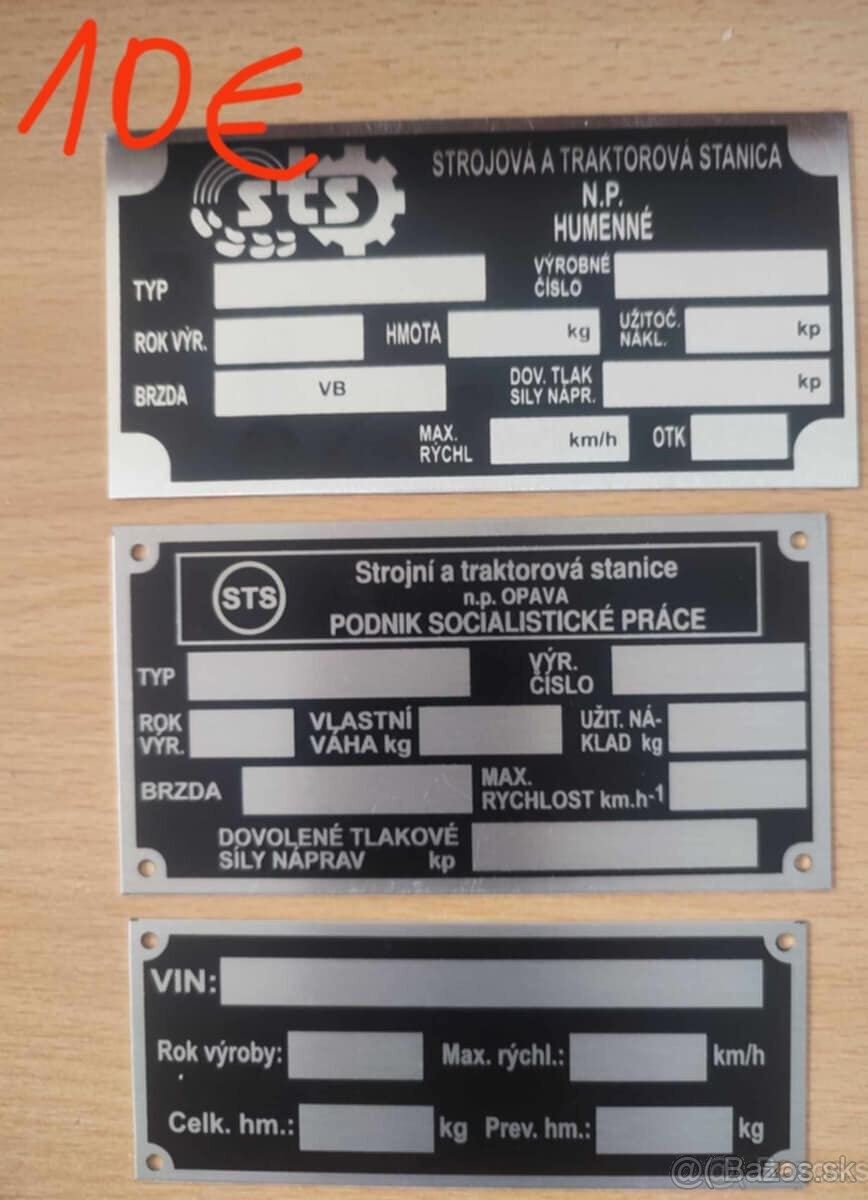 10€
sts
STROJOVÁ A TRAKTOROVÁ STANICA
N.P.
HUMENNÉ
TYP
VÝROBNÉ
ČÍSLO
ROK VÝR.
HMOTA kg
UŽITOČ.
NÁKL. kp
BRZDA VB
DOV. TLAK
SILY NÁPR. kp
MAX.
RÝCHL km/h
OTK
STS
Strojní a traktorová stanice
n.p. OPAVA
PODNIK SOCIALISTICKÉ PRÁCE
TYP
VÝR.
ČÍSLO
ROK
VÝR.
VLASTNÍ
VÁHA kg
UŽIT. NÁ-
KLAD kg
BRZDA
MAX.
RYCHLOST km.h-1
DOVOLENÉ TLAKOVÉ
SÍLY NÁPRAV kp
VIN:
Rok výroby:
Max. rýchl.: km/h
Celk. hm.: kg
Prev. hm.: kg
@(Bazos.sk